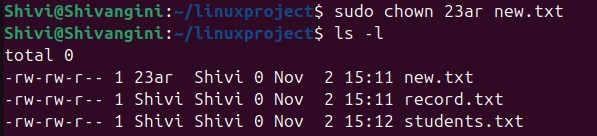 Shivi@Shivangini:~/linuxproject$ sudo chown 23ar new.txt
Shivi@Shivangini:~/linuxproject$ ls -l
total 0
-rw-rw-r-- 1 23ar  Shivi 0 Nov  2 15:11 new.txt
-rw-rw-r-- 1 Shivi Shivi 0 Nov  2 15:11 record.txt
-rw-rw-r-- 1 Shivi Shivi 0 Nov  2 15:12 students.txt